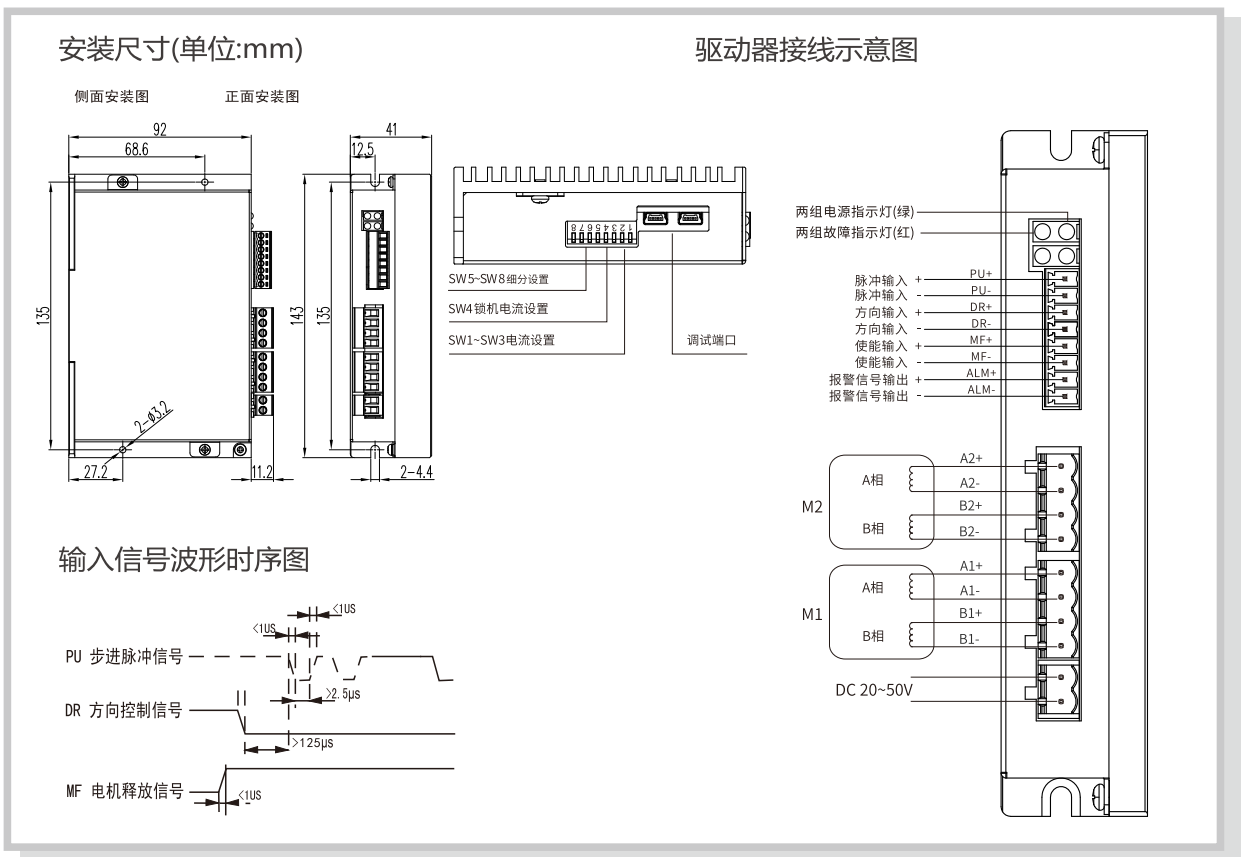 安装尺寸(单位:mm)
侧面安装图
正面安装图
92
68.6
135
2-Ø3.2
27.2
11.2
41
12.5
143
135
2-4.4
8 7 6 5 4 3 2 1
SW5~SW8细分设置
SW4锁机电流设置
SW1~SW3电流设置
调试端口
驱动器接线示意图
两组电源指示灯(绿)
两组故障指示灯(红)
脉冲输入 + PU+
脉冲输入 - PU-
方向输入 + DR+
方向输入 - DR-
使能输入 + MF+
使能输入 - MF-
报警信号输出 + ALM+
报警信号输出 - ALM-
M2
A相
B相
A2+
A2-
B2+
B2-
M1
A相
B相
A1+
A1-
B1+
B1-
DC 20~50V
输入信号波形时序图
<1US
<1US
PU 步进脉冲信号
>2.5μs
DR 方向控制信号
>125μs
MF 电机释放信号
<1US